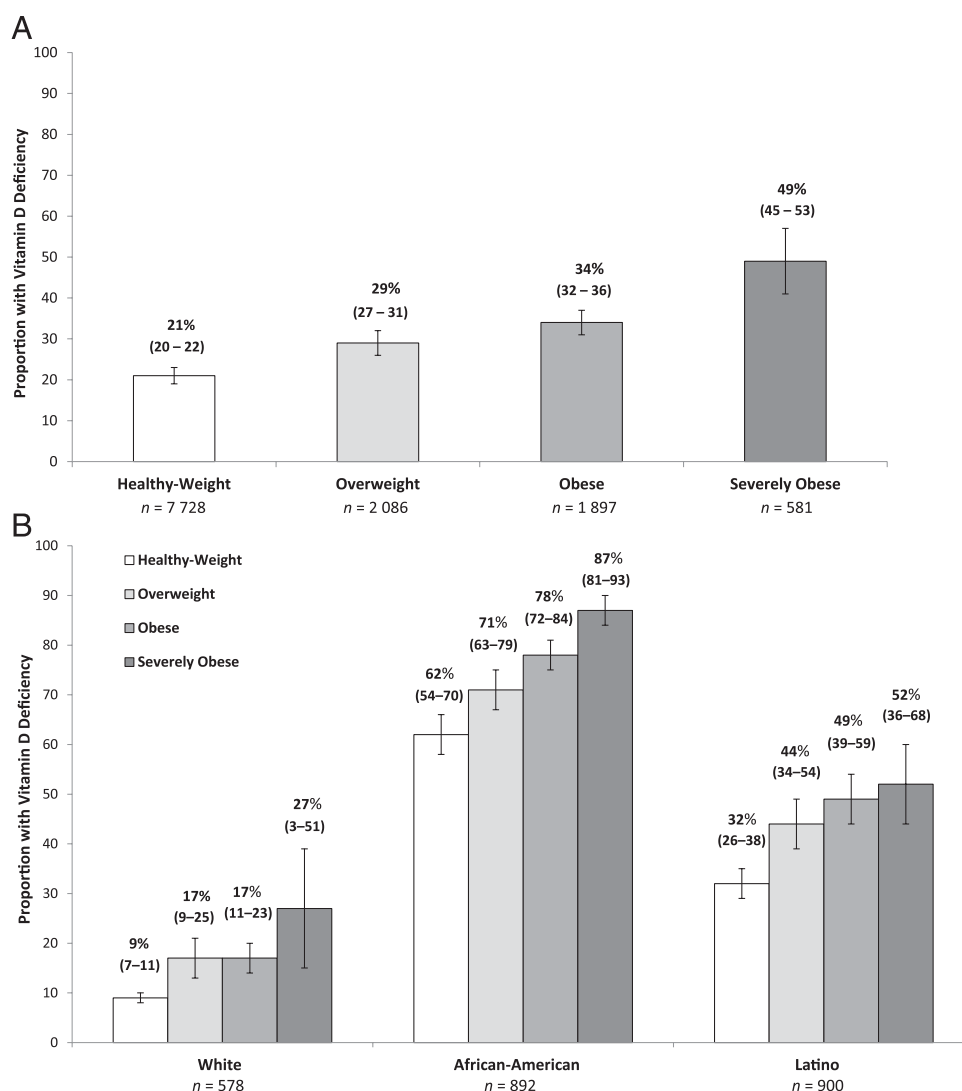 A
100
90
80
70
60
50
40
30
20
10
0
Proportion with Vitamin D Deficiency
21%
(20 – 22)
29%
(27 – 31)
34%
(32 – 36)
49%
(45 – 53)
Healthy-Weight
n = 7 728
Overweight
n = 2 086
Obese
n = 1 897
Severely Obese
n = 581
B
100
90
80
70
60
50
40
30
20
10
0
Proportion with Vitamin D Deficiency
Healthy-Weight
Overweight
Obese
Severely Obese
9%
(7–11)
17%
(9–25)
17%
(11–23)
27%
(3–51)
62%
(54–70)
71%
(63–79)
78%
(72–84)
87%
(81–93)
32%
(26–38)
44%
(34–54)
49%
(39–59)
52%
(36–68)
White
n = 578
African-American
n = 892
Latino
n = 900